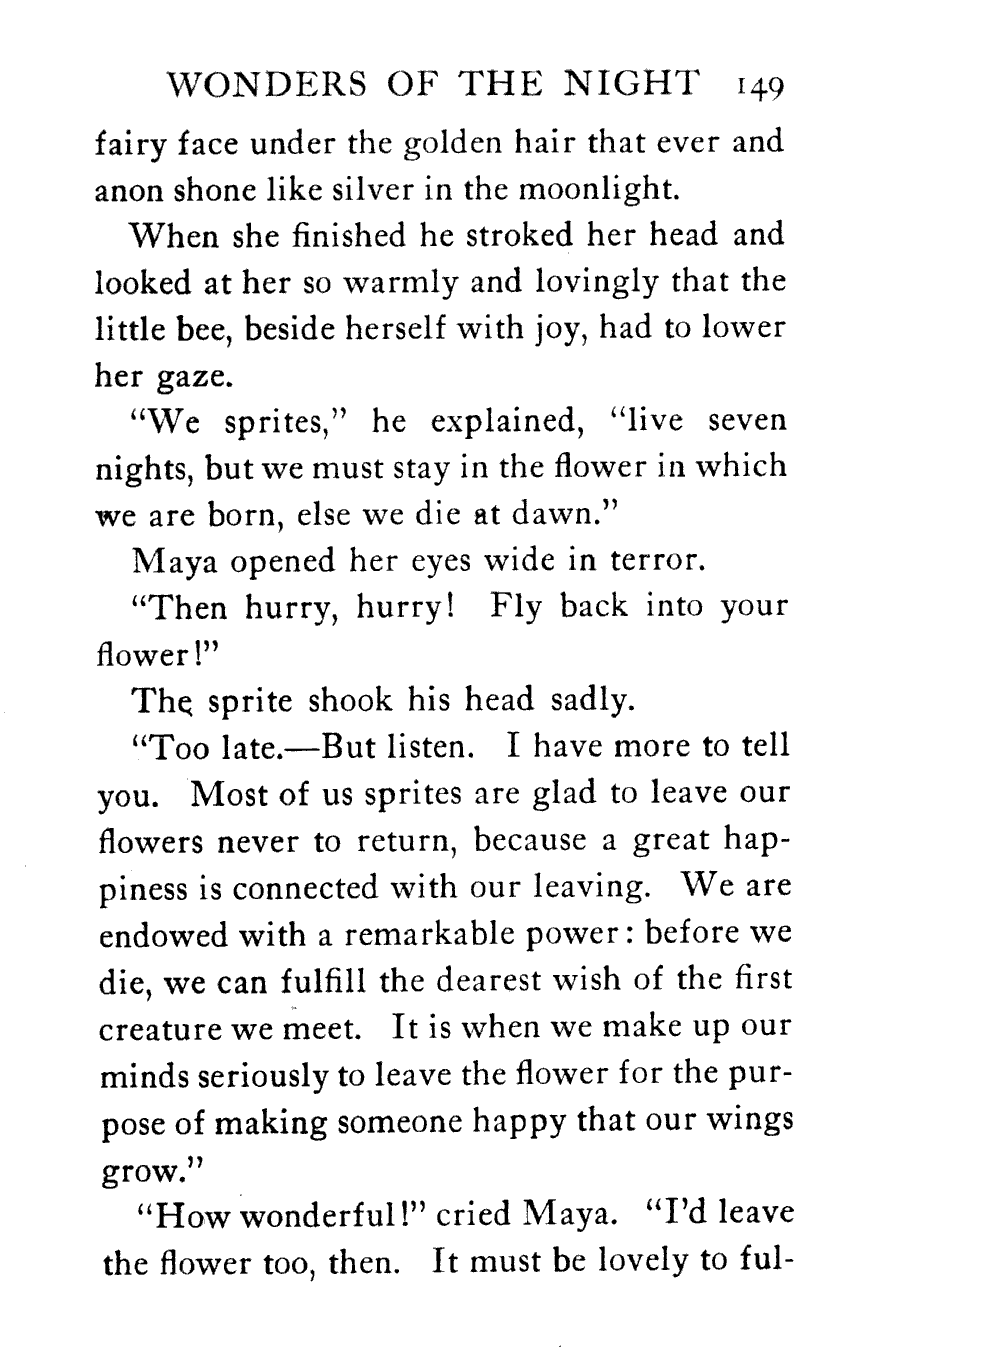 WONDERS OF THE NIGHT 149
fairy face under the golden hair that ever and
anon shone like silver in the moonlight.
When she finished he stroked her head and
looked at her so warmly and lovingly that the
little bee, beside herself with joy, had to lower
her gaze.
“We sprites,” he explained, “live seven
nights, but we must stay in the flower in which
we are born, else we die at dawn.”
Maya opened her eyes wide in terror.
“Then hurry, hurry! Fly back into your
flower!”
The sprite shook his head sadly.
“Too late.—But listen. I have more to tell
you. Most of us sprites are glad to leave our
flowers never to return, because a great hap-
piness is connected with our leaving. We are
endowed with a remarkable power: before we
die, we can fulfill the dearest wish of the first
creature we meet. It is when we make up our
minds seriously to leave the flower for the pur-
pose of making someone happy that our wings
grow.”
“How wonderful!” cried Maya. “I’d leave
the flower too, then. It must be lovely to ful-